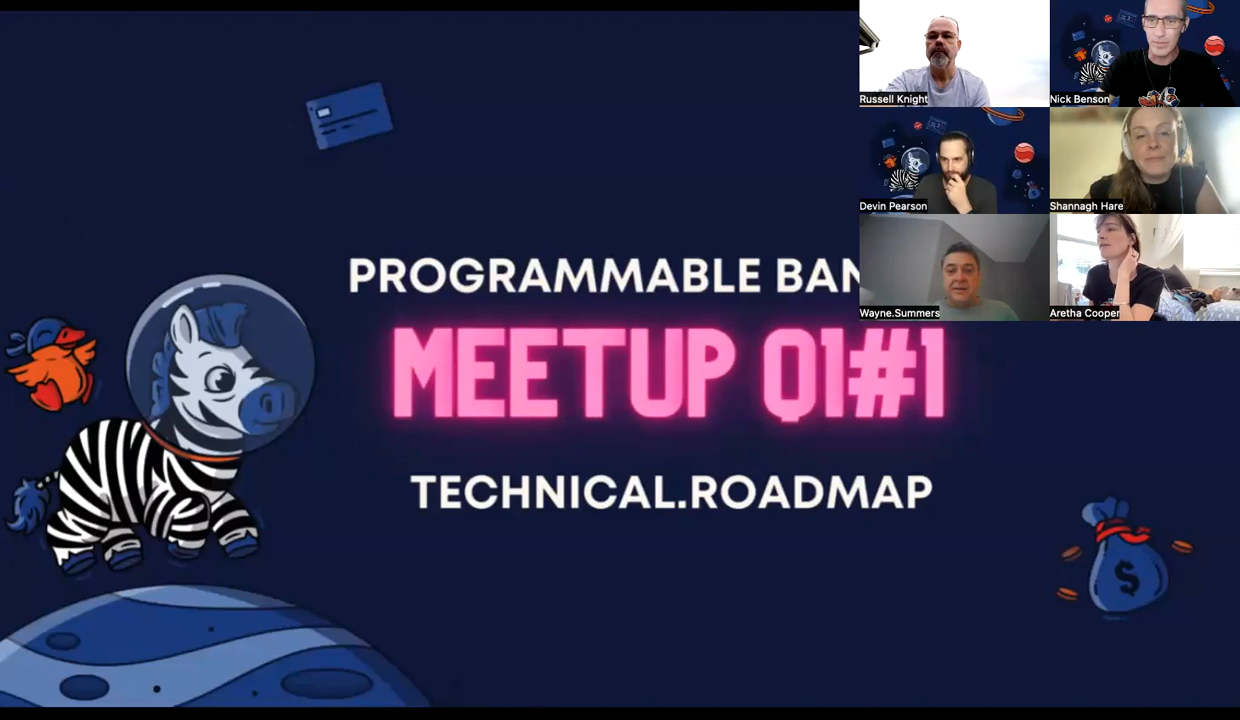 PROGRAMMABLE BAN
MEETUP Q1#1
TECHNICAL.ROADMAP
$
Russell Knight
Nick Benson
Devin Pearson
Shannagh Hare
Wayne.Summers
Aretha Cooper